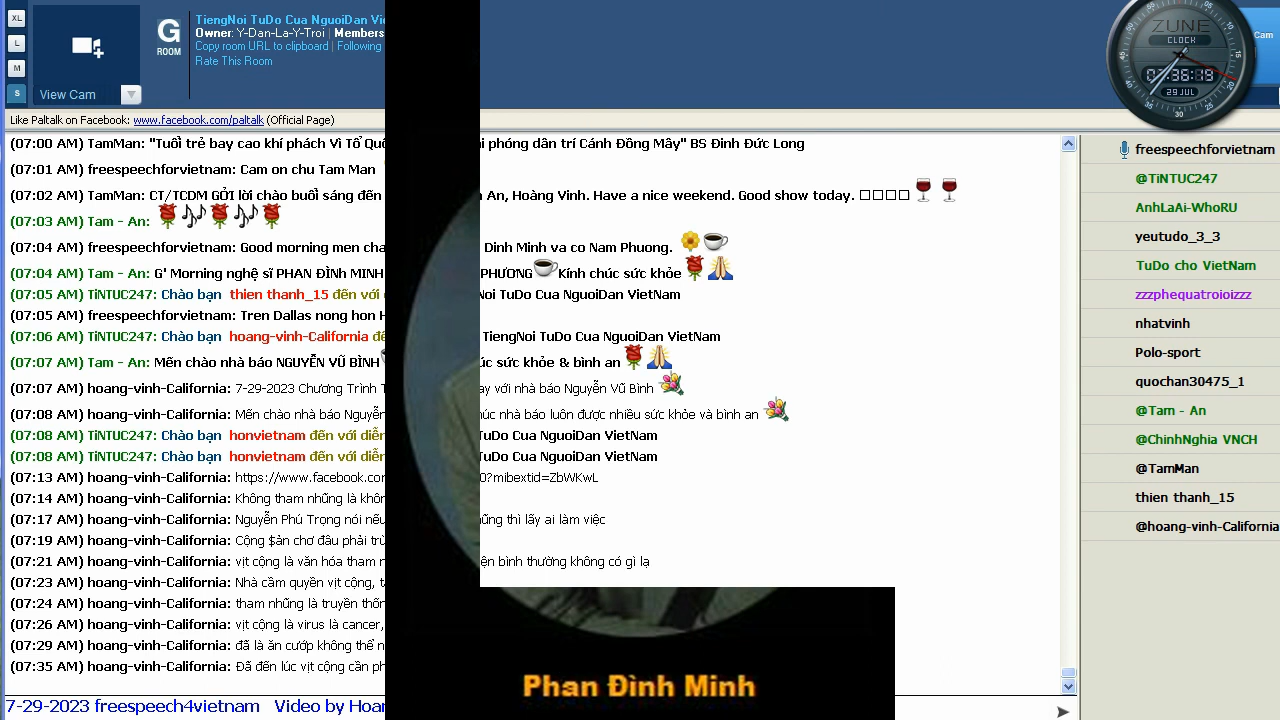 XL
L
M
S
View Cam
G
ROOM
TiengNoi TuDo Cua NguoiDan Vie
Owner: Y-Dan-La-Y-Troi | Members
Copy room URL to clipboard | Following
Rate This Room
ZUNE
CLOCK
29 JUL
Cam
Like Paltalk on Facebook: www.facebook.com/paltalk (Official Page)
(07:00 AM) TamMan: "Tuổi trẻ bay cao khí phách Vì Tổ Quố i phóng dân trí Cánh Đồng Mây" BS Đinh Đức Long
(07:01 AM) freespeechforvietnam: Cam on chu Tam Man
(07:02 AM) TamMan: CT/TCDM GỬI lời chào buổi sáng đến An, Hoàng Vinh. Have a nice weekend. Good show today.
(07:03 AM) Tam - An:
(07:04 AM) freespeechforvietnam: Good morning men cha Dinh Minh va co Nam Phuong.
(07:04 AM) Tam - An: G' Morning nghệ sĩ PHAN ĐÌNH MINH PHƯƠNG Kính chúc sức khỏe
(07:05 AM) TiNTUC247: Chào bạn thien thanh_15 đến với Noi TuDo Cua NguoiDan VietNam
(07:05 AM) freespeechforvietnam: Tren Dallas nong hon
(07:06 AM) TiNTUC247: Chào bạn hoang-vinh-California đế TiengNoi TuDo Cua NguoiDan VietNam
(07:07 AM) Tam - An: Mến chào nhà báo NGUYỄN VŨ BÌNH úc sức khỏe & bình an
(07:07 AM) hoang-vinh-California: 7-29-2023 Chương Trình T ay với nhà báo Nguyễn Vũ Bình
(07:08 AM) hoang-vinh-California: Mến chào nhà báo Nguyễn húc nhà báo luôn được nhiều sức khỏe và bình an
(07:08 AM) TiNTUC247: Chào bạn honvietnam đến với diễn TuDo Cua NguoiDan VietNam
(07:08 AM) TiNTUC247: Chào bạn honvietnam đến với diễn TuDo Cua NguoiDan VietNam
(07:13 AM) hoang-vinh-California: https://www.facebook.com 0?mibextid=ZbWKwL
(07:14 AM) hoang-vinh-California: Không tham nhũng là khôn
(07:17 AM) hoang-vinh-California: Nguyễn Phú Trọng nói nếu nũng thì lấy ai làm việc
(07:19 AM) hoang-vinh-California: Cộng $ản chơ đâu phải trù
(07:21 AM) hoang-vinh-California: vịt cộng là văn hóa tham n ện bình thường không có gì lạ
(07:23 AM) hoang-vinh-California: Nhà cầm quyền vịt cộng, t
(07:24 AM) hoang-vinh-California: tham nhũng là truyền thốn
(07:26 AM) hoang-vinh-California: vịt cộng là virus là cancer,
(07:29 AM) hoang-vinh-California: đã là ăn cướp không thể n
(07:35 AM) hoang-vinh-California: Đã đến lúc vịt cộng cần ph
7-29-2023 freespeech4vietnam Video by Hoan
Phan Đình Minh
freespeechforvietnam
@TiNTUC247
AnhLaAi-WhoRU
yeutudo_3_3
TuDo cho VietNam
zzzphequatroioizzz
nhatvinh
Polo-sport
quochan30475_1
@Tam - An
@ChinhNghia VNCH
@TamMan
thien thanh_15
@hoang-vinh-California